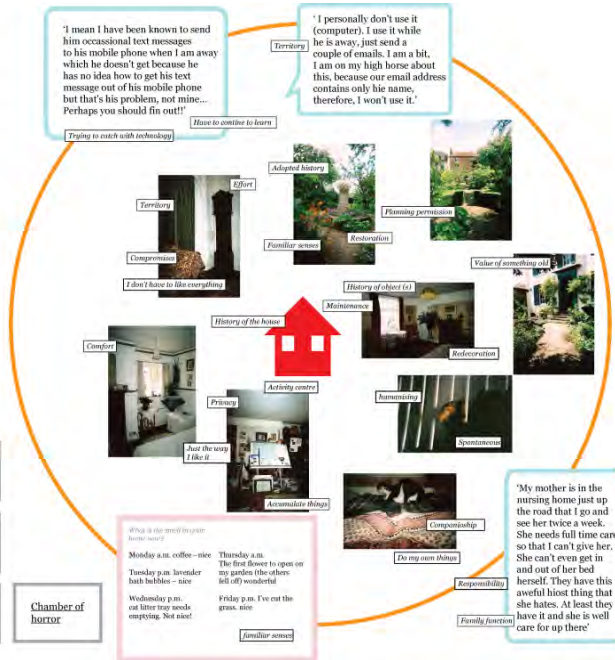 ‘I mean I have been known to send
him occassional text messages
to his mobile phone when I am away
which he doesn't get because he
has no idea how to get his text
message out of his mobile phone
but that's his problem, not mine...
Perhaps you should fin out!!’
Trying to catch with technology
Have to contine to learn
Territory
‘ I personally don't use it
(computer). I use it while
he is away, just send a
couple of emails. I am a bit,
I am on my high horse about
this, because our email address
contains only hie name,
therefore, I won't use it.’
Effort
Territory
Compromises
I don't have to like everything
Adopted history
Familiar senses
Restoration
Planning permission
Value of something old
History of object (s)
Maintenance
Redecoration
History of the house
Comfort
Activity centre
Privacy
Just the way
I like it
Accumulate things
humanising
Spontaneous
Companioship
Do my own things
What is the smell in your
home now?
Monday a.m. coffee – nice
Tuesday p.m. lavender
bath bubbles – nice
Wednesday p.m.
cat litter tray needs
emptying. Not nice!
Thursday a.m.
The first flower to open on
my garden (the others
fell off) wonderful
Friday p.m. I've cut the
grass. nice
familiar senses
Responsibility
Family function
‘My mother is in the
nursing home just up
the road that I go and
see her twice a week.
She needs full time care
so that I can't give her.
She can't even get in
and out of her bed
herself. They have this
aweful hiost thing that
she hates. At least they
have it and she is well
care for up there’
Chamber of
horror